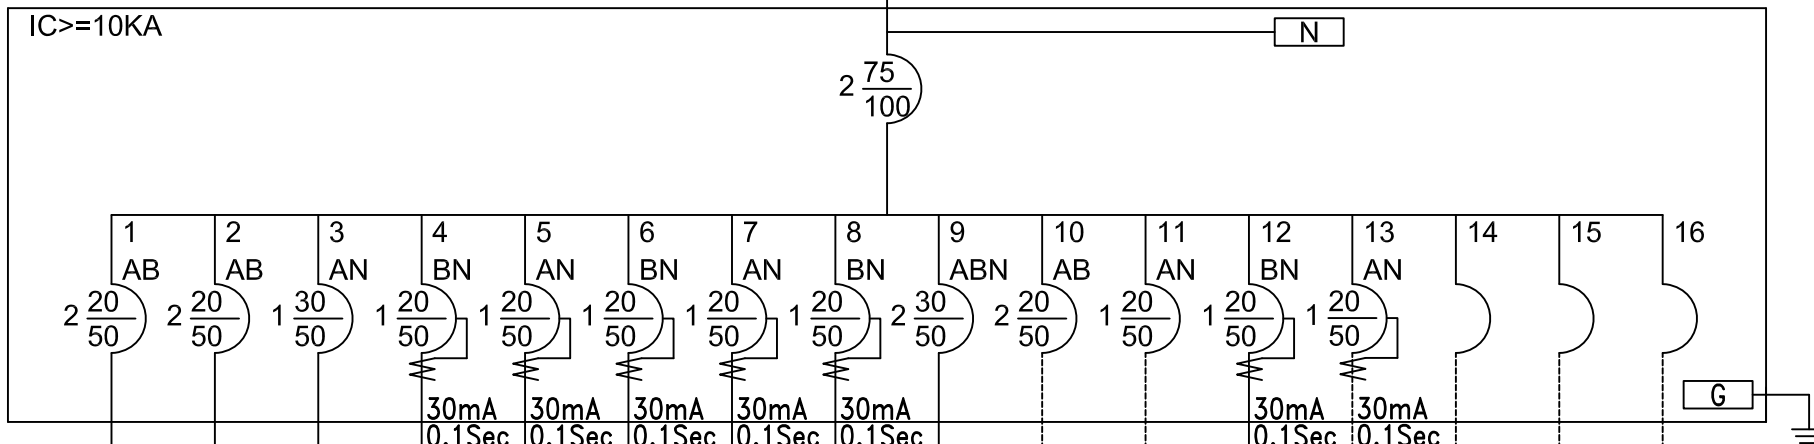 IC>=10KA
N
2 75
100
1 2 3 4 5 6 7 8 9 10 11 12 13 14 15 16
AB AB AN BN AN BN AN BN ABN AB AN BN AN
2 20 2 20 1 30 1 20 1 20 1 20 1 20 1 20 2 30 2 20 1 20 1 20 1 20
50 50 50 50 50 50 50 50 50 50 50 50 50
G
30mA 30mA 30mA 30mA 30mA 30mA 30mA
0.1Sec 0.1Sec 0.1Sec 0.1Sec 0.1Sec 0.1Sec 0.1Sec